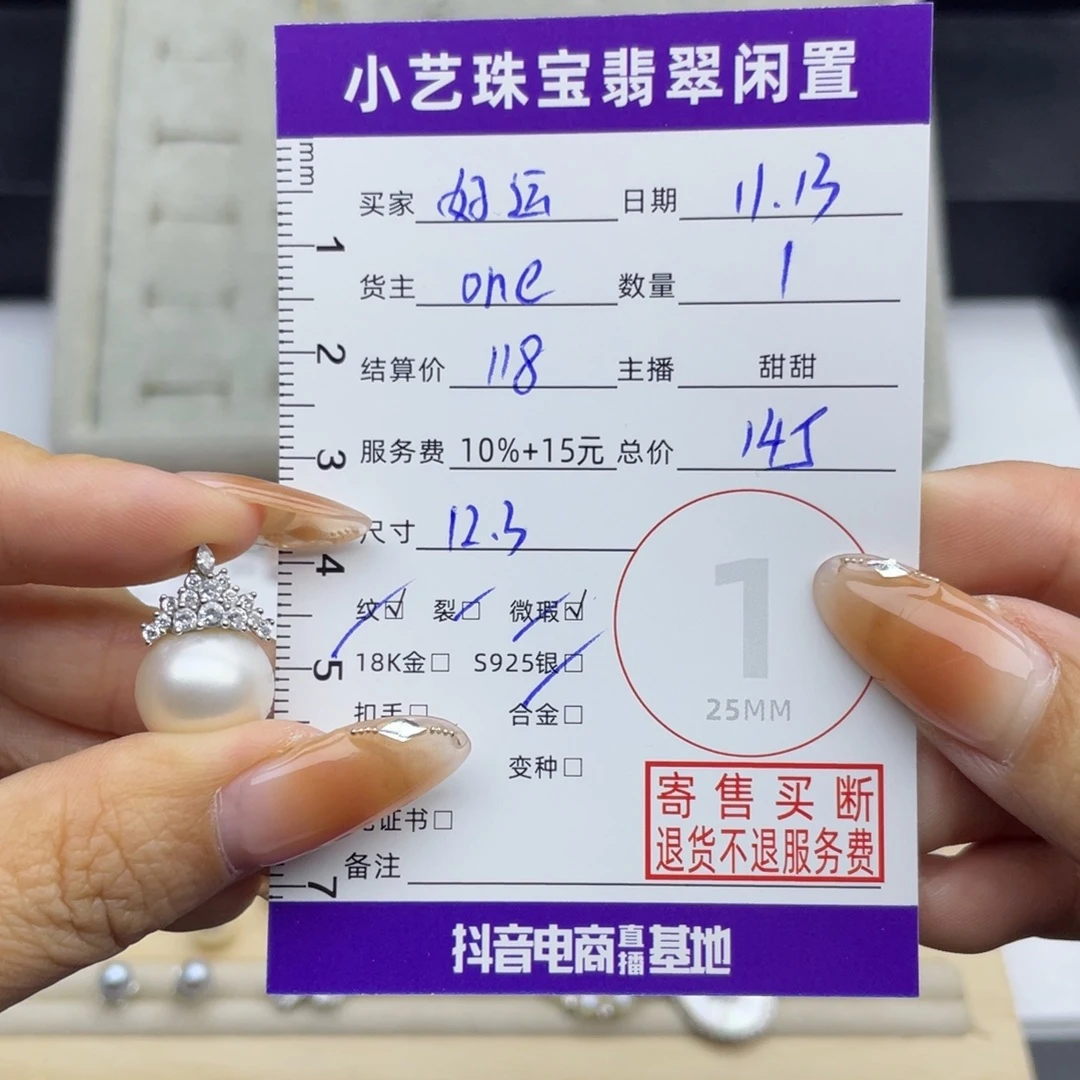 小艺珠宝翡翠闲置
mm
买家 好运 日期 11.13
1
货主 one 数量 1
2
结算价 118 主播 甜甜
3
服务费 10%+15元 总价 145
尺寸 12.3
4
纹☑ 裂☐ 微瑕☑
5
18K金☐ S925银☐
扣手☐ 合金☐
变种☐
证书☐
备注
7
1
25MM
寄售买断
退货不退服务费
抖音电商直播基地